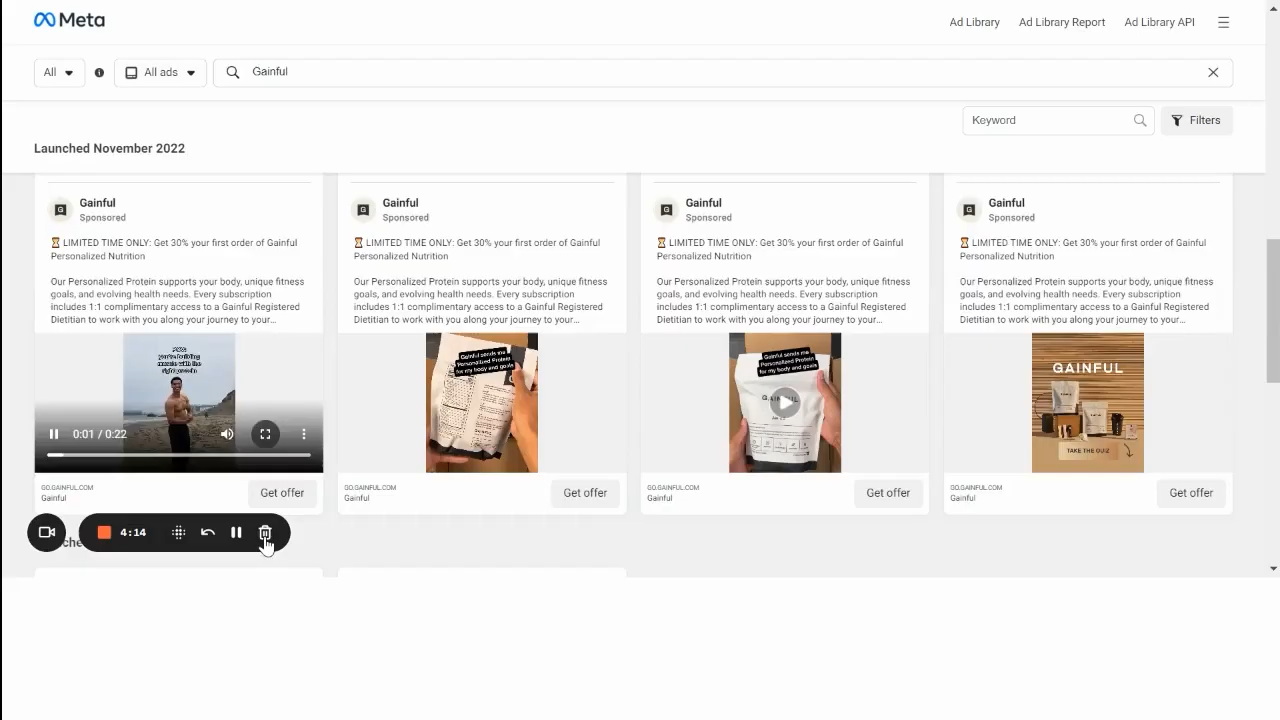 Meta
Ad Library
Ad Library Report
Ad Library API
All
All ads
Gainful
Keyword
Filters
Launched November 2022
Gainful
Sponsored
⌛ LIMITED TIME ONLY: Get 30% your first order of Gainful
Personalized Nutrition
Our Personalized Protein supports your body, unique fitness
goals, and evolving health needs. Every subscription
includes 1:1 complimentary access to a Gainful Registered
Dietitian to work with you along your journey to your...
POV:
you're building
muscle with the
right protein
0:01 / 0:22
GO.GAINFUL.COM
Gainful
Get offer
Gainful
Sponsored
⌛ LIMITED TIME ONLY: Get 30% your first order of Gainful
Personalized Nutrition
Our Personalized Protein supports your body, unique fitness
goals, and evolving health needs. Every subscription
includes 1:1 complimentary access to a Gainful Registered
Dietitian to work with you along your journey to your...
Gainful sends me
Personalized Protein
for my body and goals
GO.GAINFUL.COM
Gainful
Get offer
Gainful
Sponsored
⌛ LIMITED TIME ONLY: Get 30% your first order of Gainful
Personalized Nutrition
Our Personalized Protein supports your body, unique fitness
goals, and evolving health needs. Every subscription
includes 1:1 complimentary access to a Gainful Registered
Dietitian to work with you along your journey to your...
Gainful sends me
Personalized Protein
for my body and goals
GO.GAINFUL.COM
Gainful
Get offer
Gainful
Sponsored
⌛ LIMITED TIME ONLY: Get 30% your first order of Gainful
Personalized Nutrition
Our Personalized Protein supports your body, unique fitness
goals, and evolving health needs. Every subscription
includes 1:1 complimentary access to a Gainful Registered
Dietitian to work with you along your journey to your...
GAINFUL
TAKE THE QUIZ
GO.GAINFUL.COM
Gainful
Get offer
4:14